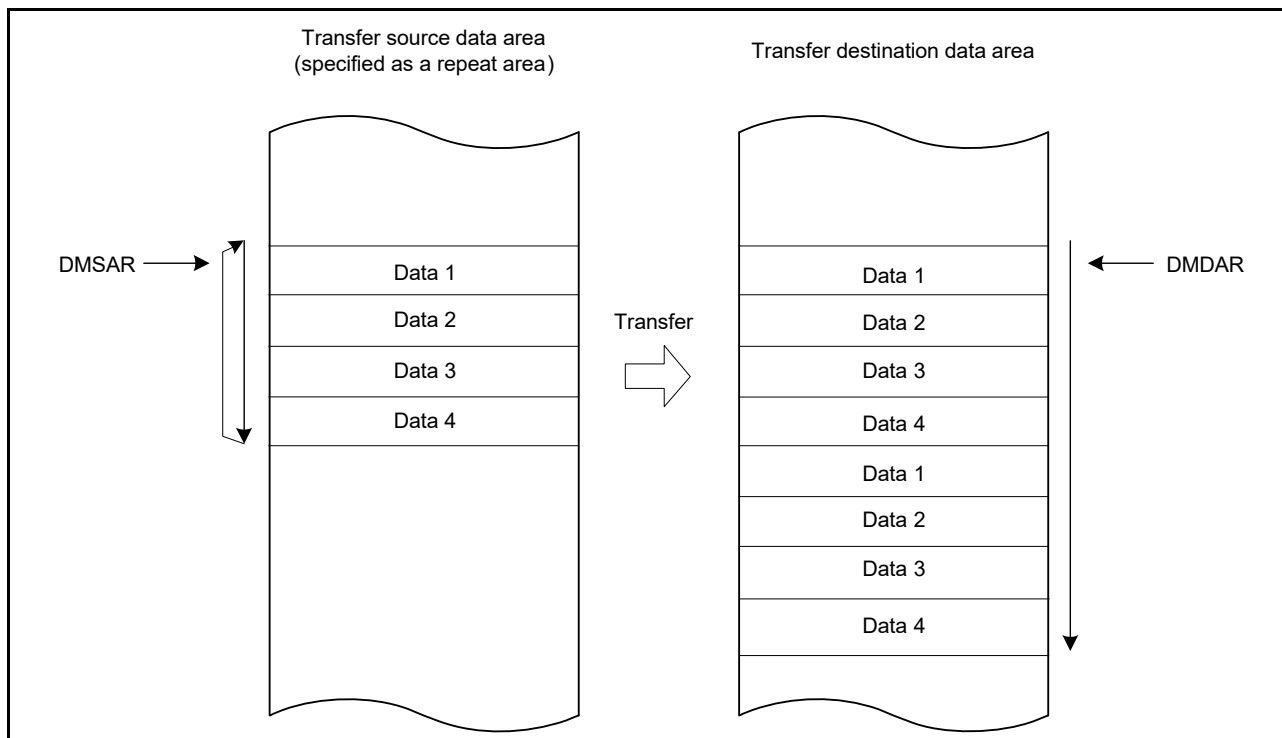 Transfer source data area
(specified as a repeat area)
Transfer destination data area
DMSAR
Data 1
Data 2
Data 3
Data 4
Transfer
Data 1
Data 2
Data 3
Data 4
Data 1
Data 2
Data 3
Data 4
DMDAR